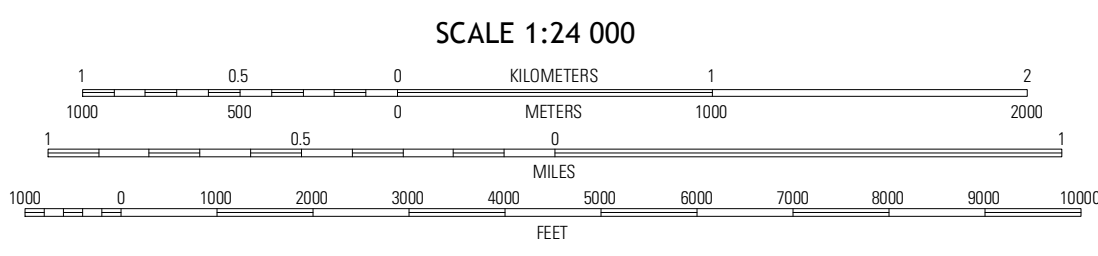 SCALE 1:24 000
1 0.5 0 KILOMETERS 1 2
1000 500 0 METERS 1000 2000
1 0.5 0 1
MILES
1000 0 1000 2000 3000 4000 5000 6000 7000 8000 9000 10000
FEET